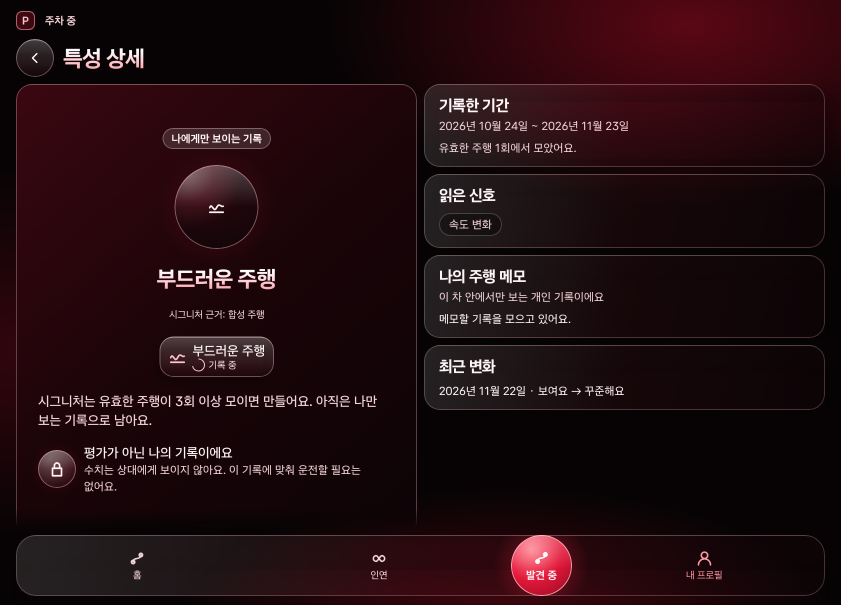 P 주차 중
특성 상세
나에게만 보이는 기록
부드러운 주행
시그니처 근거: 합성 주행
부드러운 주행
기록 중
시그니처는 유효한 주행이 3회 이상 모이면 만들어요. 아직은 나만
보는 기록으로 남아요.
평가가 아닌 나의 기록이에요
수치는 상대에게 보이지 않아요. 이 기록에 맞춰 운전할 필요는
없어요.
기록한 기간
2026년 10월 24일 ~ 2026년 11월 23일
유효한 주행 1회에서 모았어요.
읽은 신호
속도 변화
나의 주행 메모
이 차 안에서만 보는 개인 기록이에요
메모할 기록을 모으고 있어요.
최근 변화
2026년 11월 22일 · 보여요 → 꾸준해요
홈
인연
발견 중
내 프로필